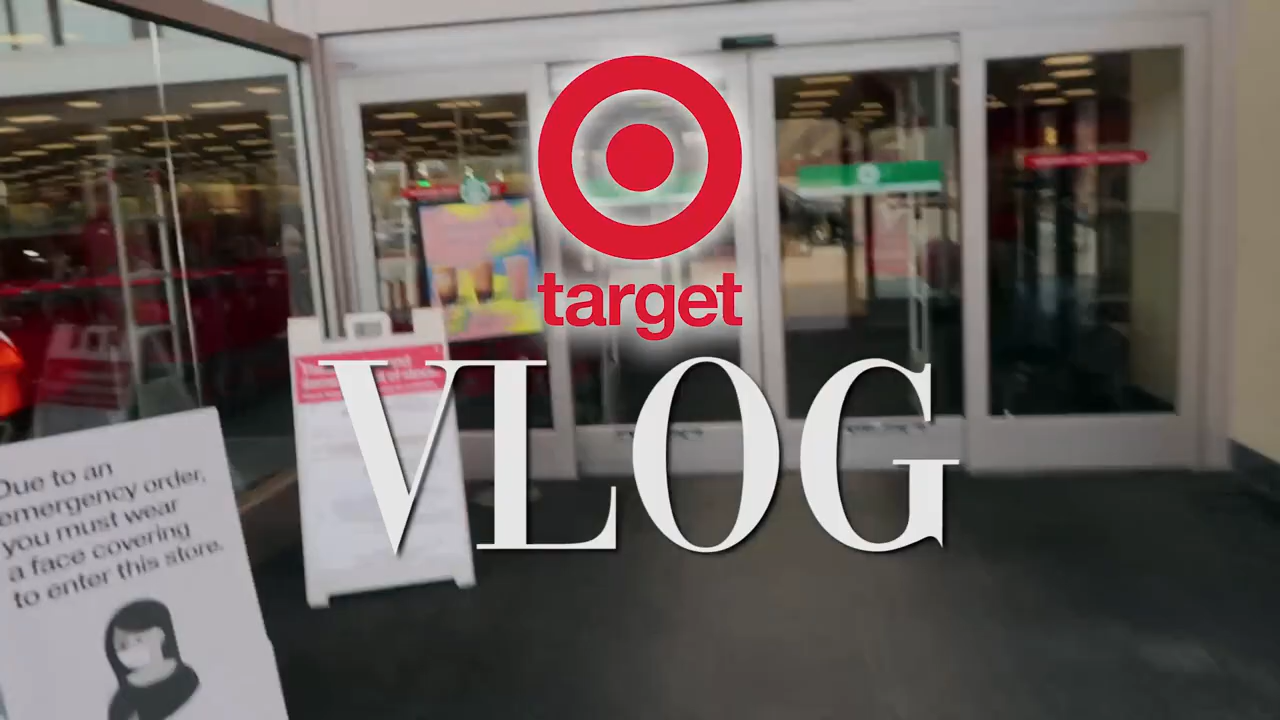 target
VLOG
Due to an
emergency order,
you must wear
a face covering
to enter this store.